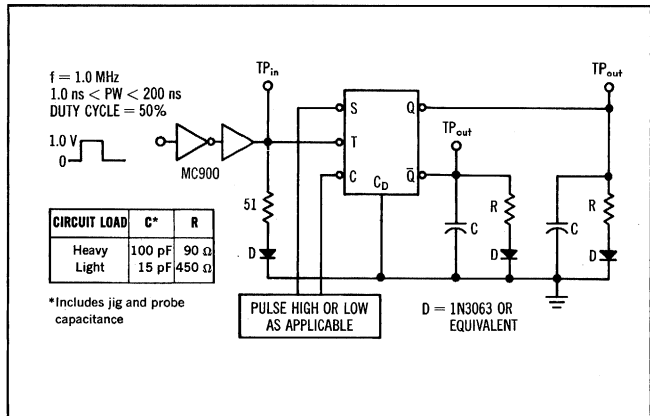 f = 1.0 MHz
1.0 ns < PW < 200 ns
DUTY CYCLE = 50%
1.0 V
0
MC900
TPin
51
D
S
T
C
CD
Q
Q̅
TPout
C
R
D
TPout
C
R
D
CIRCUIT LOAD C* R
Heavy 100 pF 90 Ω
Light 15 pF 450 Ω
*Includes jig and probe
capacitance
PULSE HIGH OR LOW
AS APPLICABLE
D = 1N3063 OR
EQUIVALENT